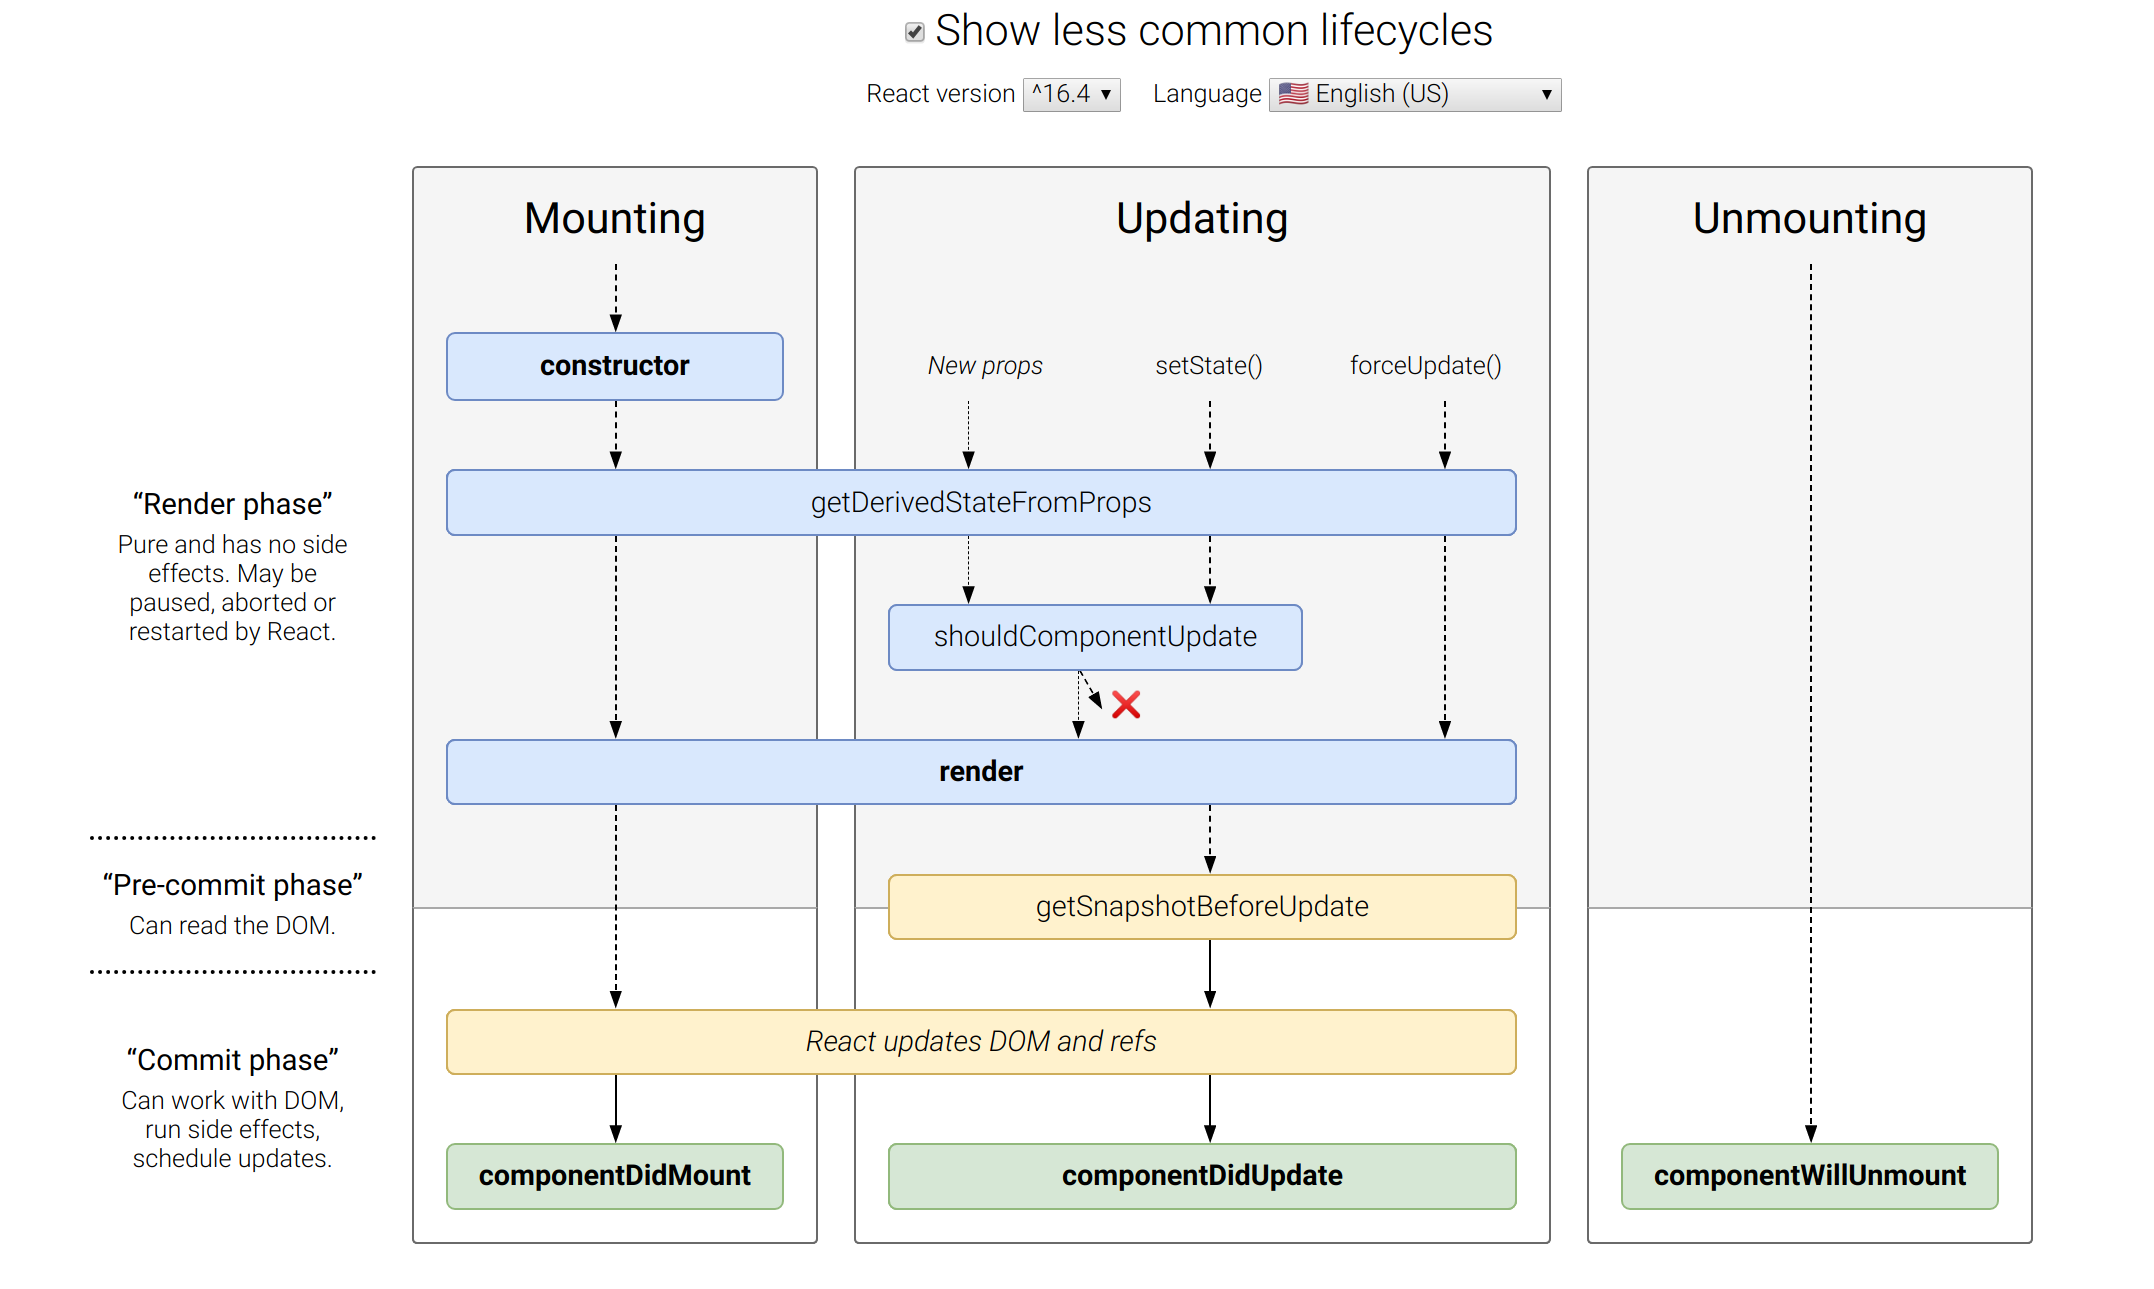 Show less common lifecycles
React version ^16.4 Language English (US)
Mounting
Updating
Unmounting
constructor
New props
setState()
forceUpdate()
getDerivedStateFromProps
“Render phase”
Pure and has no side
effects. May be
paused, aborted or
restarted by React.
shouldComponentUpdate
render
“Pre-commit phase”
Can read the DOM.
getSnapshotBeforeUpdate
React updates DOM and refs
“Commit phase”
Can work with DOM,
run side effects,
schedule updates.
componentDidMount
componentDidUpdate
componentWillUnmount